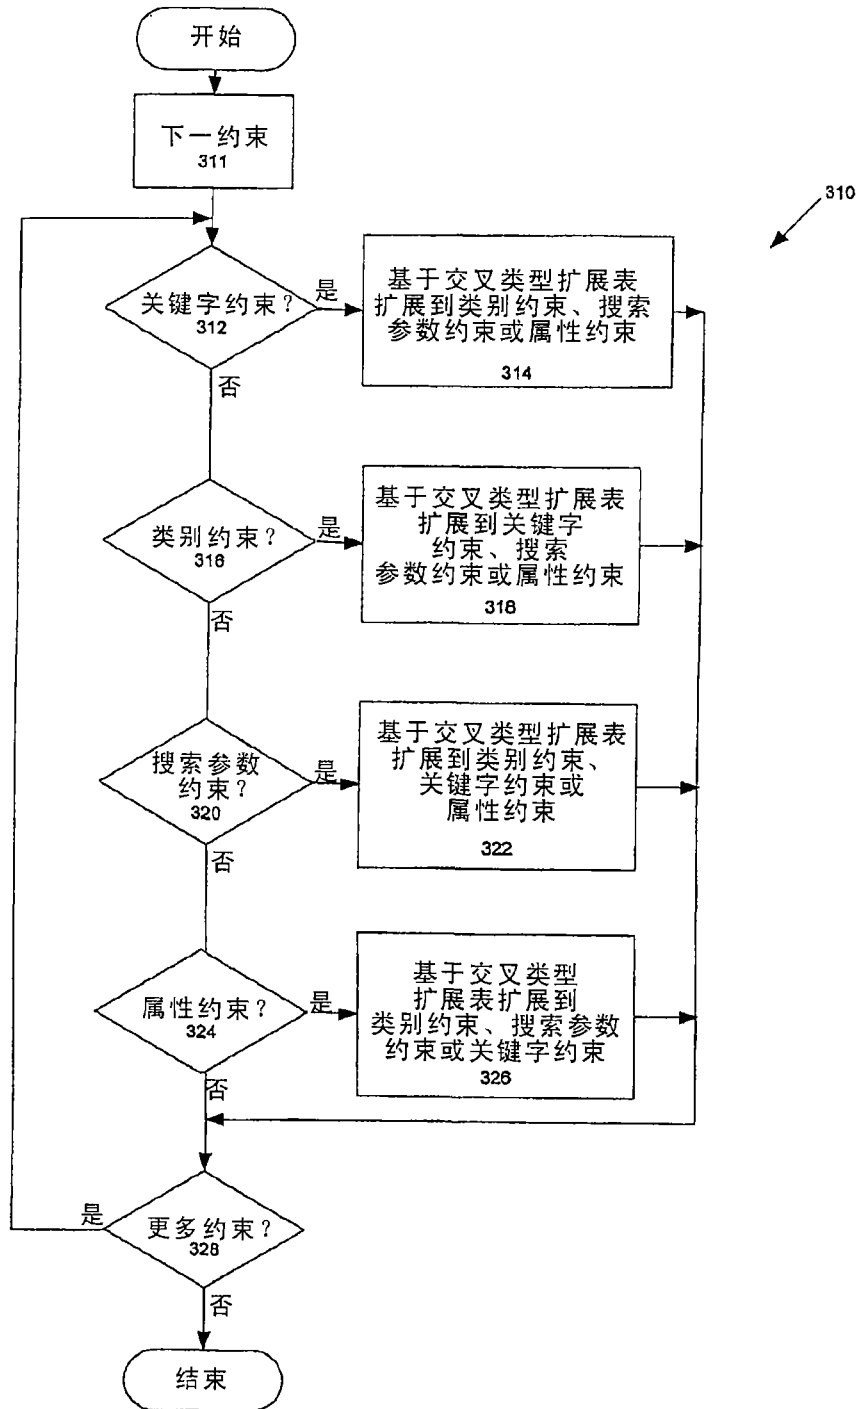 开始
下一约束
311
310
关键字约束?
312
是
基于交叉类型扩展表
扩展到类别约束、搜索
参数约束或属性约束
314
否
类别约束?
316
是
基于交叉类型扩展表
扩展到关键字
约束、搜索
参数约束或属性约束
318
否
搜索参数
约束?
320
是
基于交叉类型扩展表
扩展到类别约束、
关键字约束或
属性约束
322
否
属性约束?
324
是
基于交叉类型
扩展表扩展到
类别约束、搜索参数
约束或关键字约束
326
否
是
更多约束?
328
否
结束